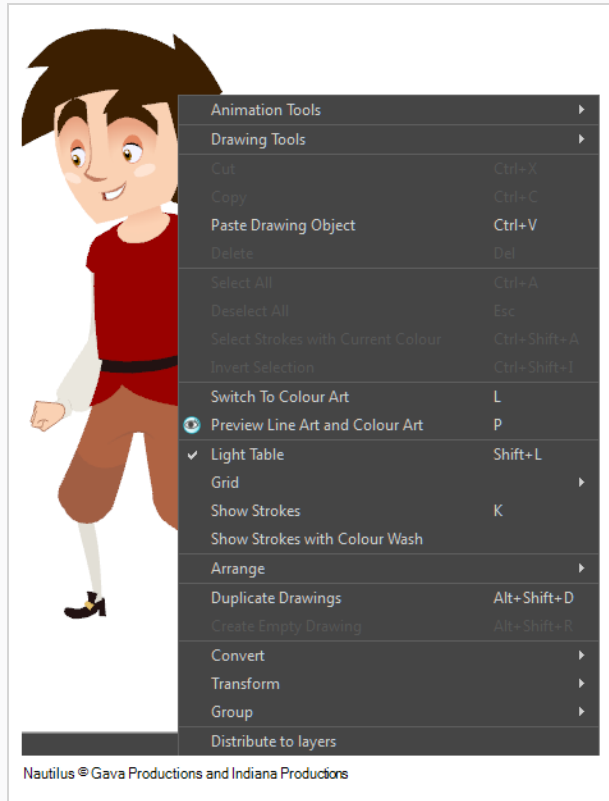 Animation Tools
Drawing Tools
Cut Ctrl+X
Copy Ctrl+C
Paste Drawing Object Ctrl+V
Delete Del
Select All Ctrl+A
Deselect All Esc
Select Strokes with Current Colour Ctrl+Shift+A
Invert Selection Ctrl+Shift+I
Switch To Colour Art L
Preview Line Art and Colour Art P
Light Table Shift+L
Grid
Show Strokes K
Show Strokes with Colour Wash
Arrange
Duplicate Drawings Alt+Shift+D
Create Empty Drawing Alt+Shift+R
Convert
Transform
Group
Distribute to layers
Nautilus © Gava Productions and Indiana Productions